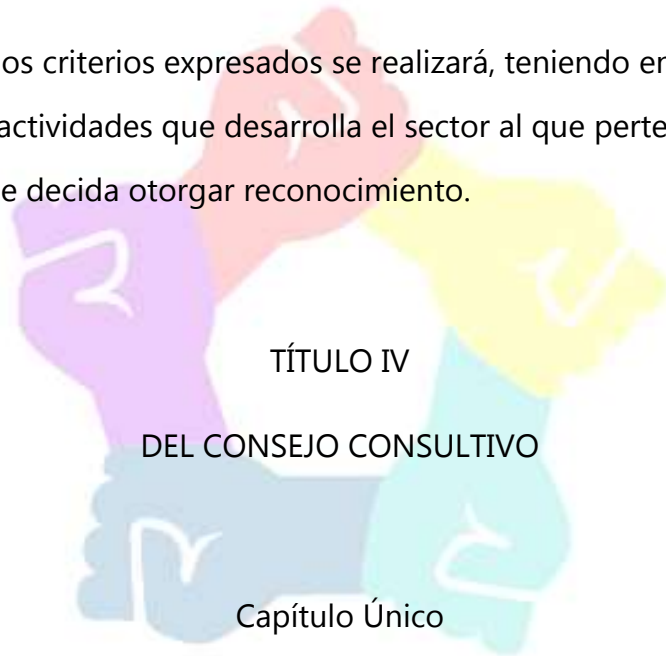 os criterios expresados se realizará, teniendo en
actividades que desarrolla el sector al que perte
e decida otorgar reconocimiento.
TÍTULO IV
DEL CONSEJO CONSULTIVO
Capítulo Único